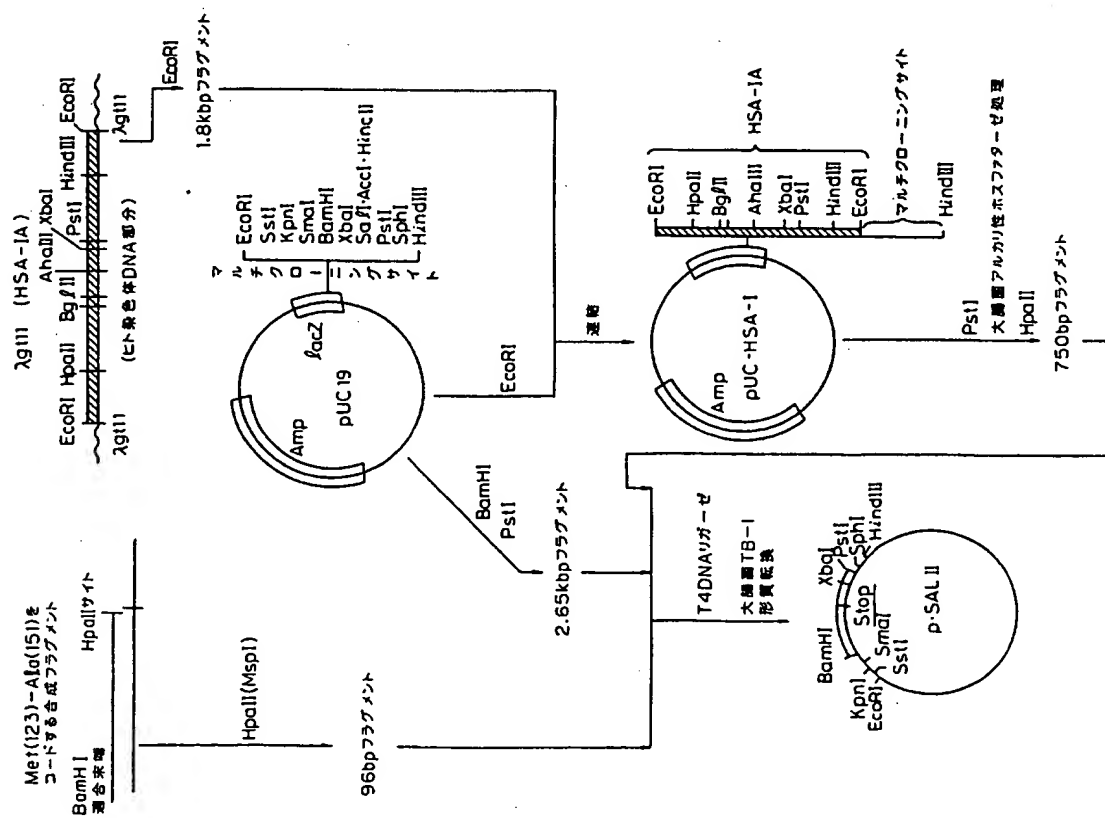 Met(123)-Ala(151)を
コードする合成フラグメント
BamHI
適合末端
HpaIIサイト
HpaII(MspI)
96bpフラグメント
λgt11 (HSA-IA)
EcoRI HpaII BglII AhaIII XbaI
PstI HindIII EcoRI
λgt11
(ヒト染色体DNA部分)
λgt11
EcoRI
1.8kbpフラグメント
Amp
pUC19
lacZ
マルチクローニングサイト
EcoRI
SstI
KpnI
SmaI
BamHI
XbaI
SalI・AccI・HincII
PstI
SphI
HindIII
BamHI
PstI
2.65kbpフラグメント
EcoRI
連結
Amp
pUC・HSA-I
EcoRI
HpaII
BglII
AhaIII
XbaI
PstI
HindIII
EcoRI
HSA-IA
マルチクローニングサイト
HindIII
PstI
大腸菌アルカリ性ホスファターゼ処理
HpaII
750bpフラグメント
T4DNAリガーゼ
大腸菌TB-1
形質転換
BamHI
XbaI
PstI
SphI
HindIII
Stop
KpnI
EcoRI
SmaI
SstI
p・SALII